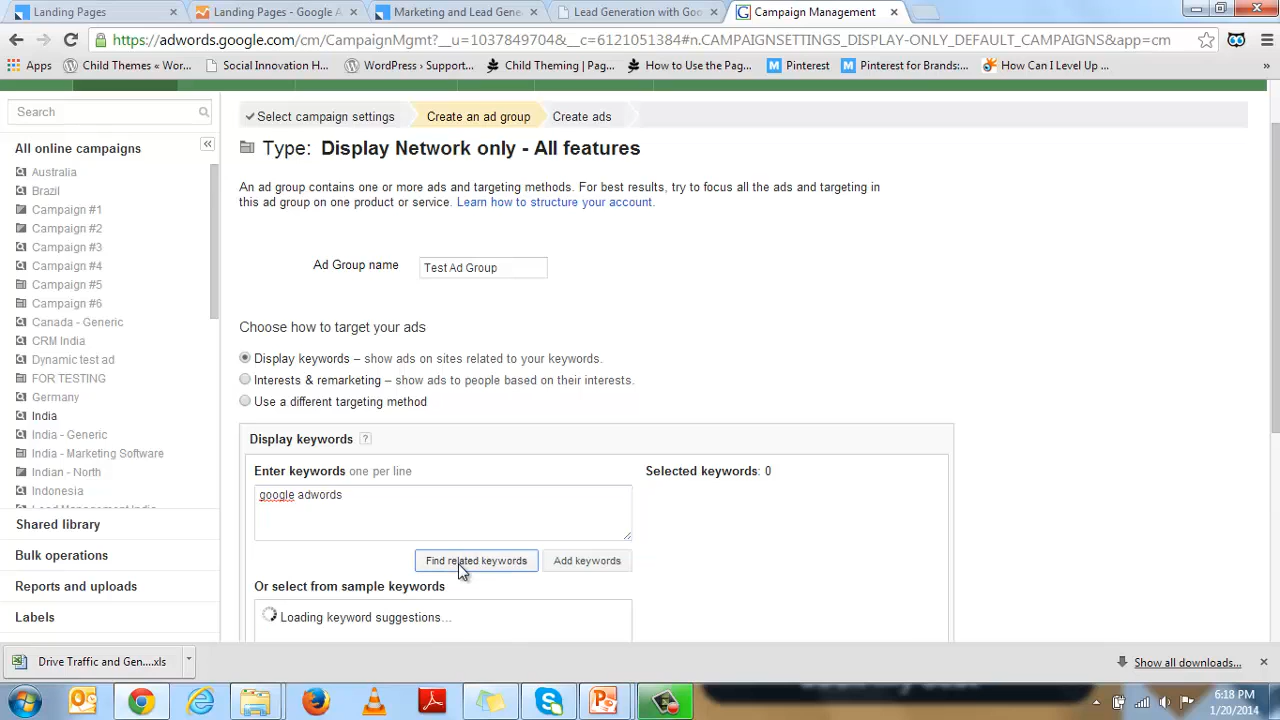 Landing Pages
Landing Pages - Google A
Marketing and Lead Gene
Lead Generation with Goo
Campaign Management
https://adwords.google.com/cm/CampaignMgmt?__u=10378497048&__c=6121051384#n.CAMPAIGNSETTINGS_DISPLAY-ONLY_DEFAULT_CAMPAIGNS&app=cm
Apps
Child Themes « Wor...
Social Innovation H...
WordPress › Support...
Child Theming | Pag...
How to Use the Pag...
Pinterest
Pinterest for Brands:...
How Can I Level Up ...
»
Search
Select campaign settings
Create an ad group
Create ads
All online campaigns
Australia
Brazil
Campaign #1
Campaign #2
Campaign #3
Campaign #4
Campaign #5
Campaign #6
Canada - Generic
CRM India
Dynamic test ad
FOR TESTING
Germany
India
India - Generic
India - Marketing Software
Indian - North
Indonesia
Lead Management India
Shared library
Bulk operations
Reports and uploads
Labels
Type: Display Network only - All features
An ad group contains one or more ads and targeting methods. For best results, try to focus all the ads and targeting in
this ad group on one product or service. Learn how to structure your account.
Ad Group name
Test Ad Group
Choose how to target your ads
Display keywords – show ads on sites related to your keywords.
Interests & remarketing – show ads to people based on their interests.
Use a different targeting method
Display keywords ?
Enter keywords one per line
Selected keywords: 0
google adwords
Find related keywords
Add keywords
Or select from sample keywords
Loading keyword suggestions...
Drive Traffic and Gen....xls
Show all downloads...
6:18 PM
1/20/2014